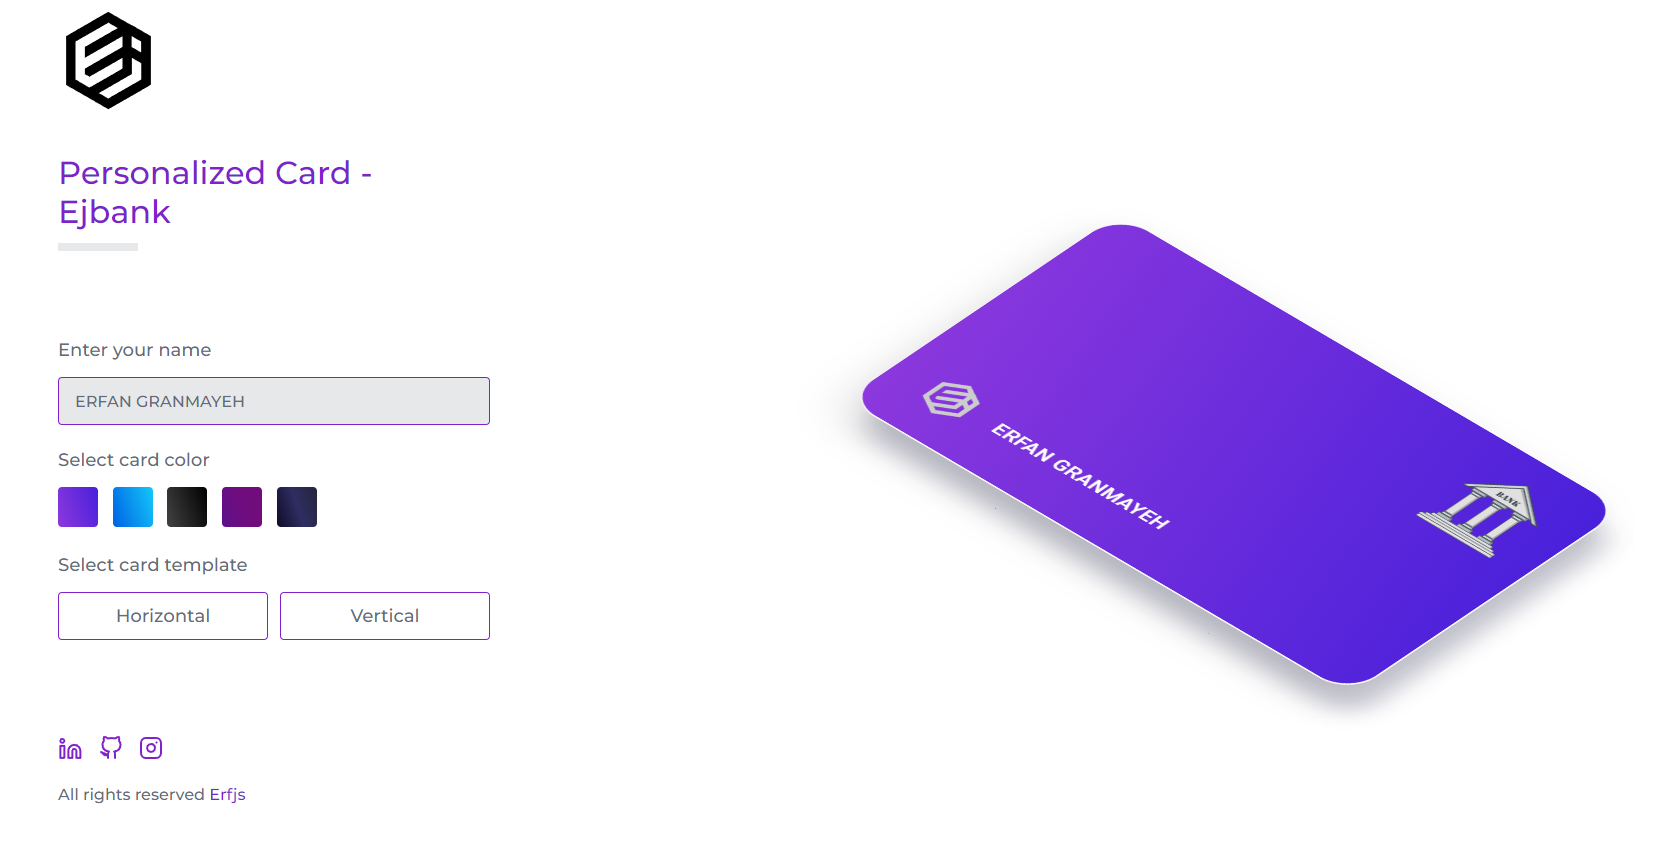 Personalized Card -
Ejbank
Enter your name
ERFAN GRANMAYEH
Select card color
Select card template
Horizontal
Vertical
All rights reserved Erfjs
ERFAN GRANMAYEH
BANK